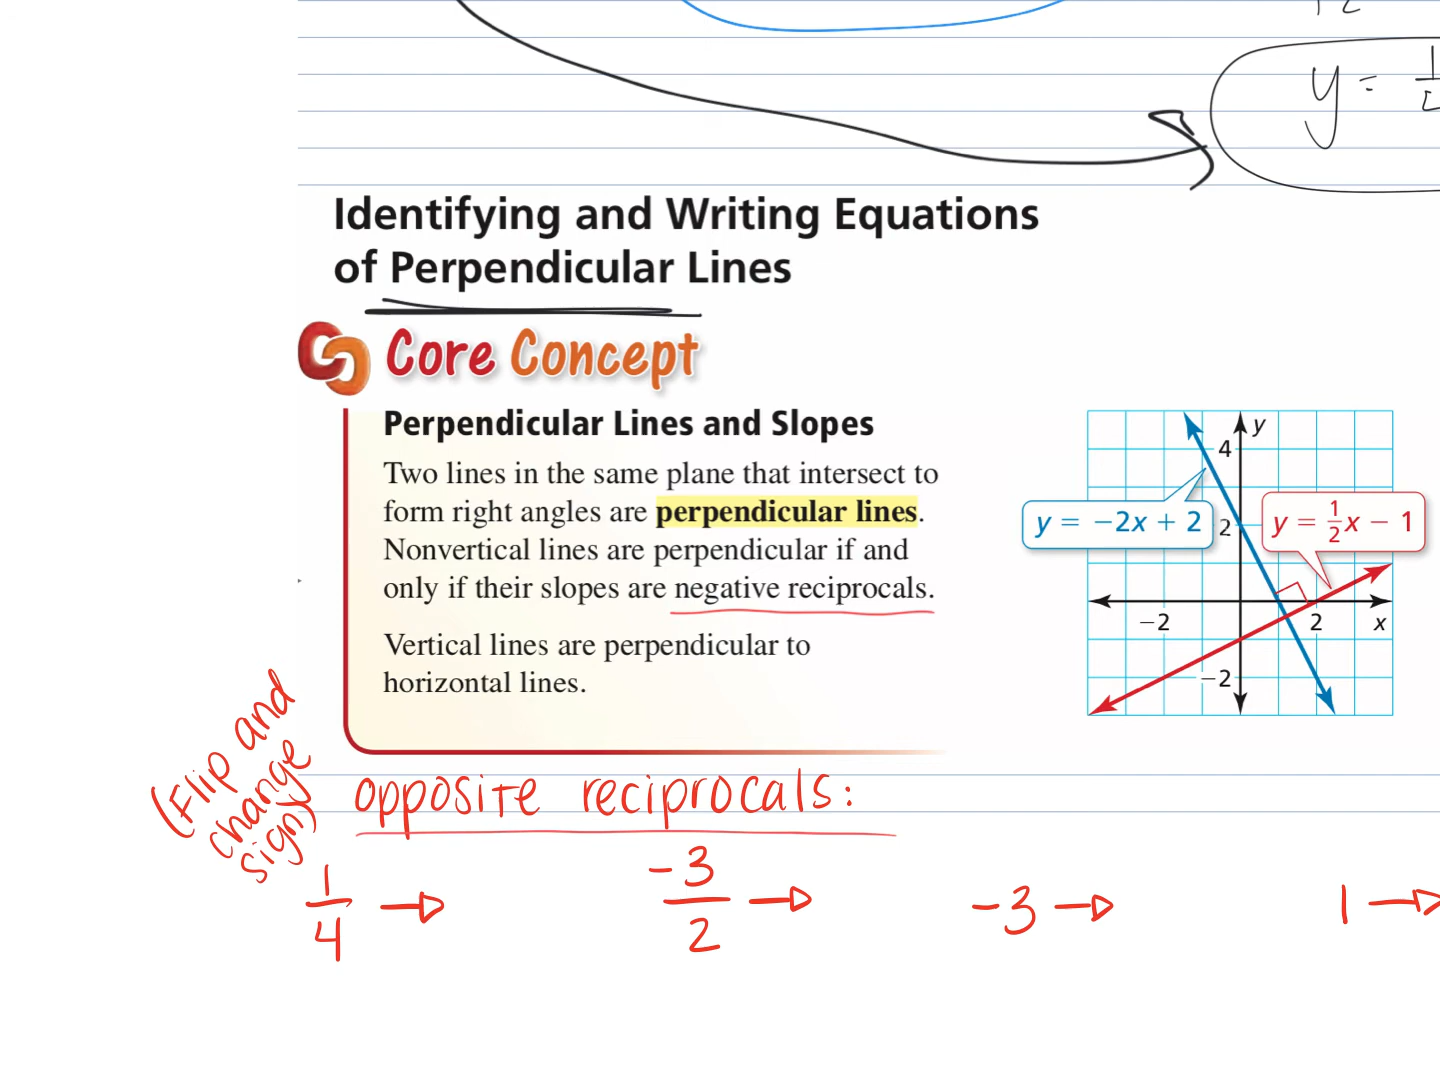 y = 1
Identifying and Writing Equations
of Perpendicular Lines
Core Concept
Perpendicular Lines and Slopes
Two lines in the same plane that intersect to
form right angles are perpendicular lines.
Nonvertical lines are perpendicular if and
only if their slopes are negative reciprocals.
Vertical lines are perpendicular to
horizontal lines.
y
4
y = −2x + 2
2
y = 1/2 x − 1
−2
2
x
−2
(Flip and
change
sign)
opposite reciprocals:
1/4 →
-3/2 →
-3 →
1 →